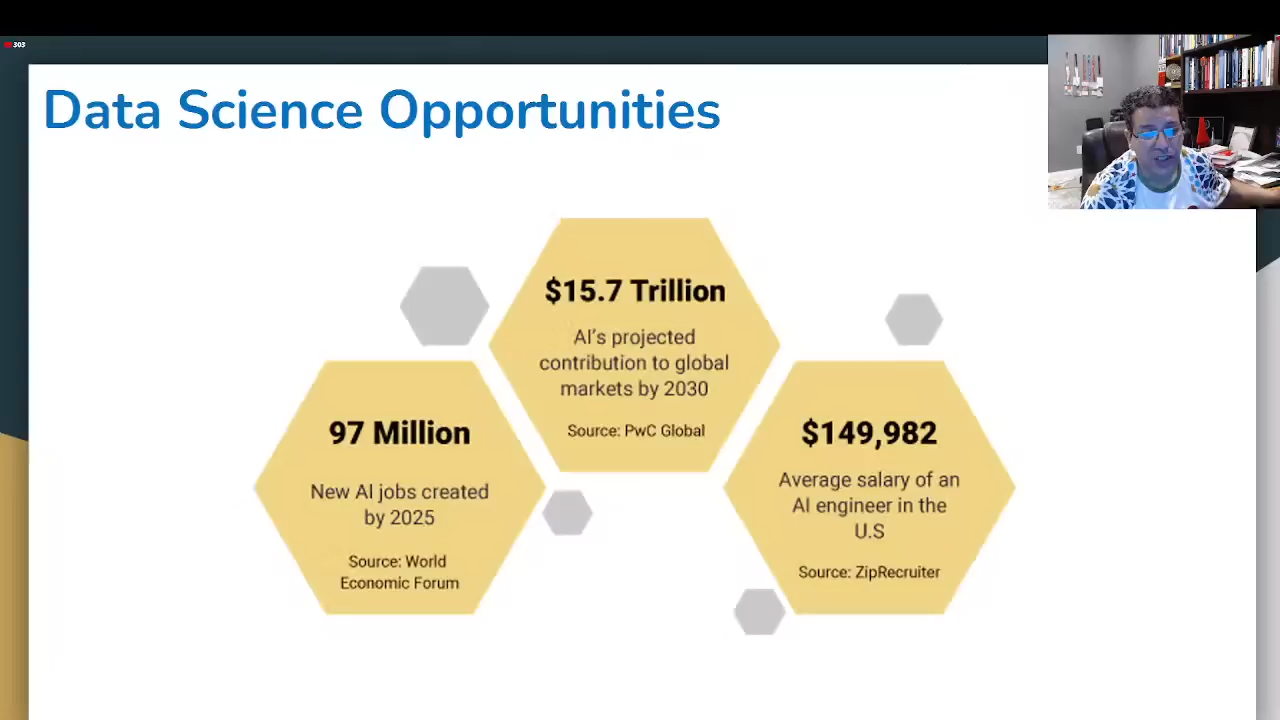 303
Data Science Opportunities
$15.7 Trillion
AI's projected
contribution to global
markets by 2030
Source: PwC Global
97 Million
New AI jobs created
by 2025
Source: World
Economic Forum
$149,982
Average salary of an
AI engineer in the
U.S
Source: ZipRecruiter